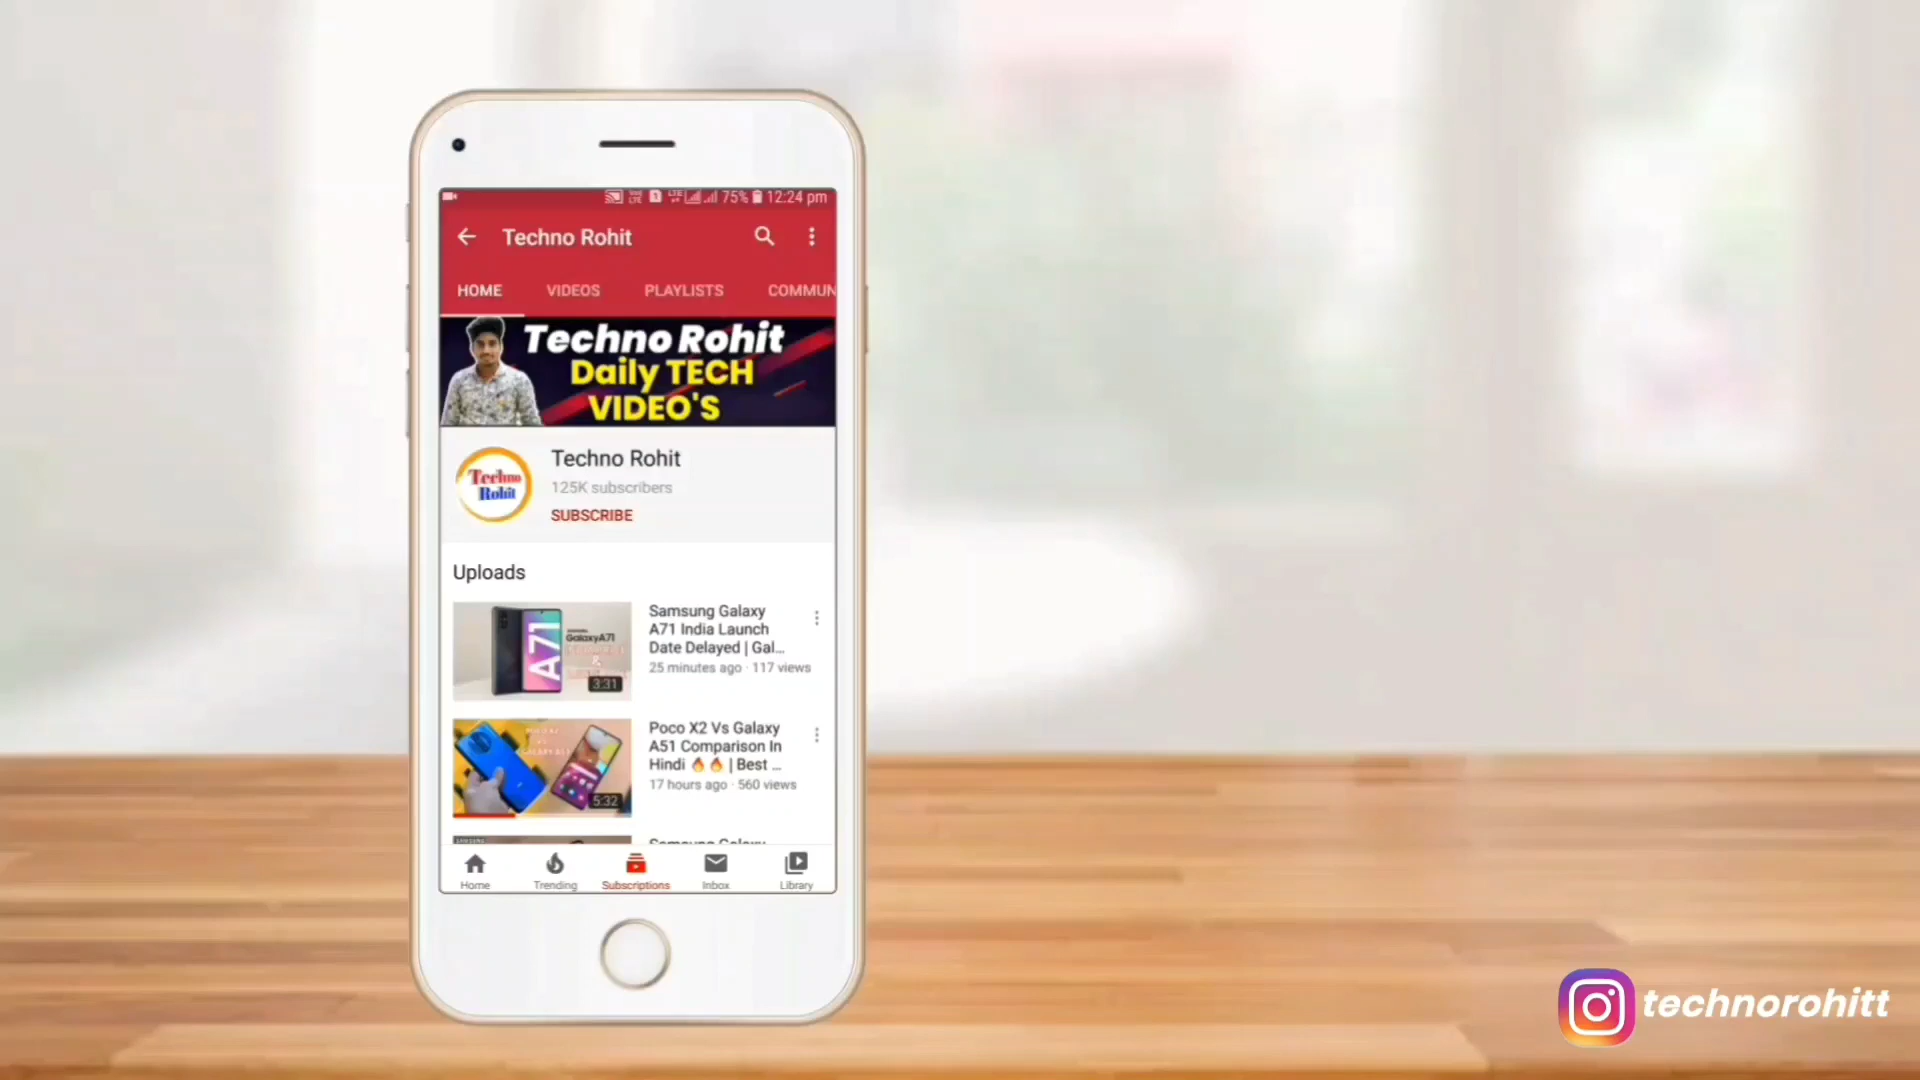 75% 12:24 pm
Techno Rohit
HOME VIDEOS PLAYLISTS COMMUN
Techno Rohit
Daily TECH
VIDEO'S
Techno
Rohit
Techno Rohit
125K subscribers
SUBSCRIBE
Uploads
A71
GalaxyA71
3:31
Samsung Galaxy
A71 India Launch
Date Delayed | Gal...
25 minutes ago · 117 views
5:32
Poco X2 Vs Galaxy
A51 Comparison In
Hindi 🔥🔥 | Best ...
17 hours ago · 560 views
Samsung Galaxy
Home Trending Subscriptions Inbox Library
technorohitt